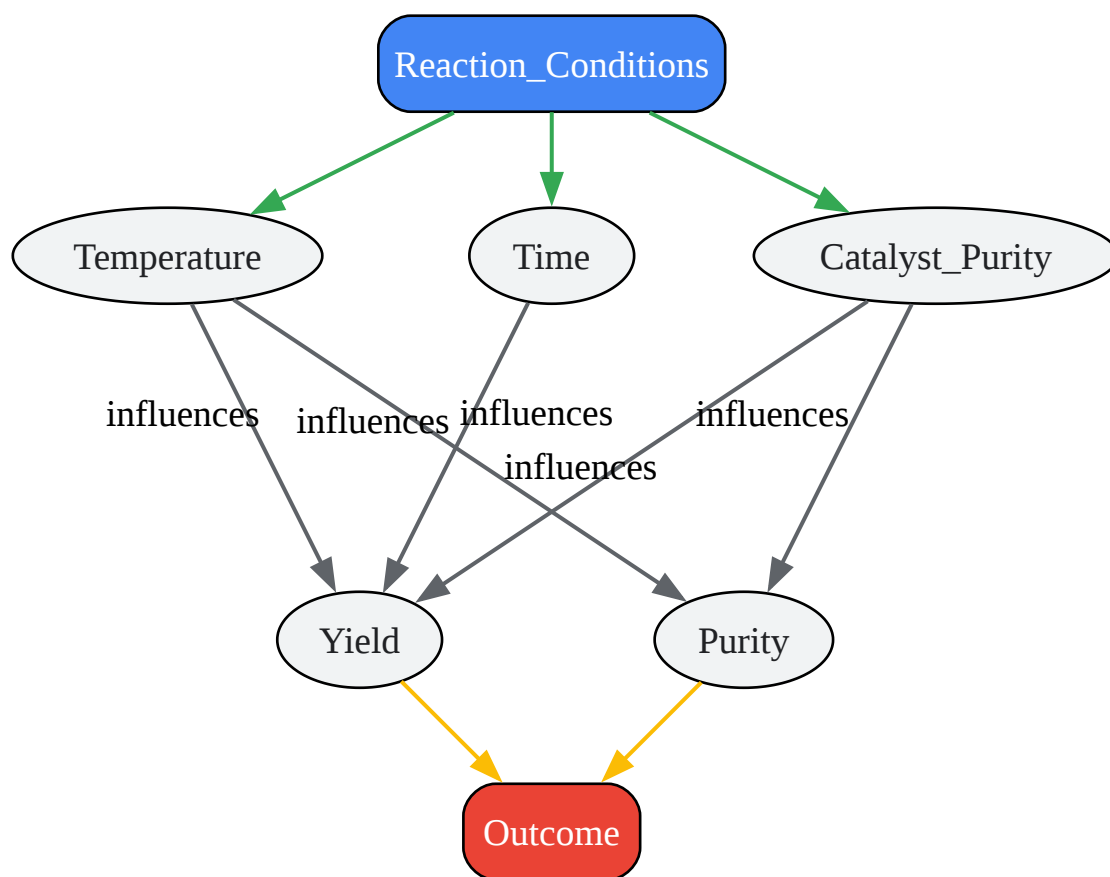 Reaction_Conditions
Temperature
Time
Catalyst_Purity
influences
influences
influences
influences
influences
Yield
Purity
Outcome